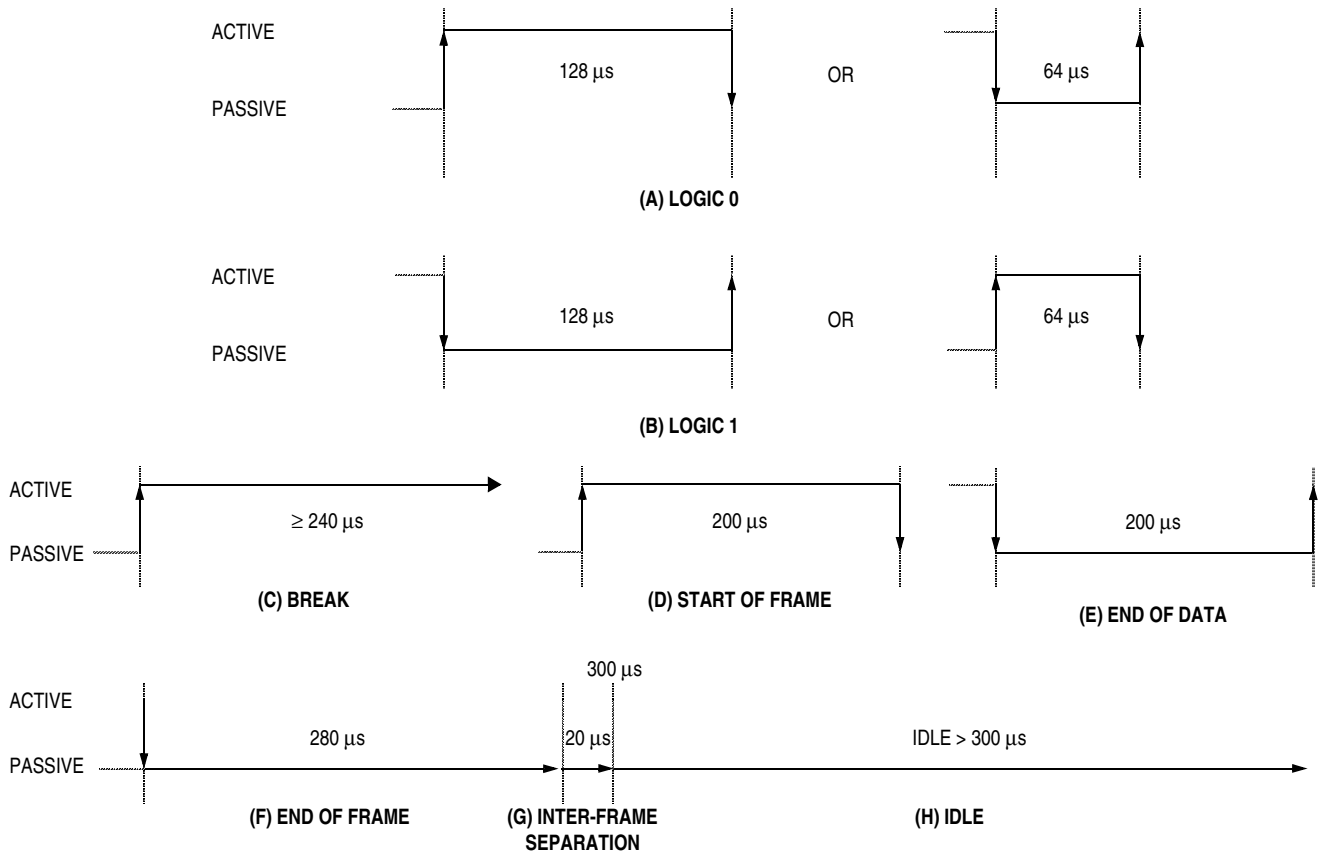 ACTIVE
128 μs
OR
64 μs
PASSIVE
(A) LOGIC 0
ACTIVE
128 μs
OR
64 μs
PASSIVE
(B) LOGIC 1
ACTIVE
≥ 240 μs
200 μs
200 μs
PASSIVE
(C) BREAK
(D) START OF FRAME
(E) END OF DATA
300 μs
ACTIVE
280 μs
20 μs
IDLE > 300 μs
PASSIVE
(F) END OF FRAME
(G) INTER-FRAME
SEPARATION
(H) IDLE